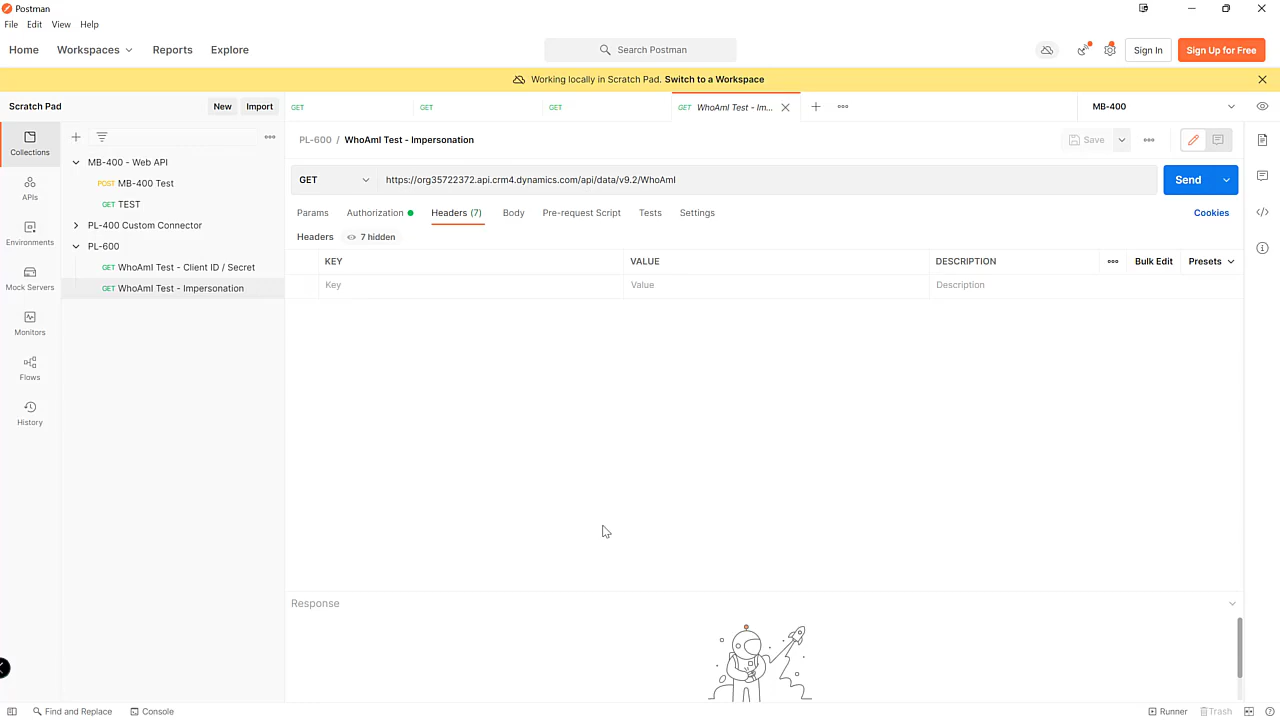 Postman
File Edit View Help
Home Workspaces Reports Explore Search Postman Sign In Sign Up for Free
Working locally in Scratch Pad. Switch to a Workspace
Scratch Pad New Import GET GET GET GET WhoAmI Test - Im... MB-400
PL-600 / WhoAmI Test - Impersonation Save
Collections
MB-400 - Web API
POST MB-400 Test
GET TEST
PL-400 Custom Connector
PL-600
GET WhoAmI Test - Client ID / Secret
GET WhoAmI Test - Impersonation
APIs
Environments
Mock Servers
Monitors
Flows
History
GET https://org35722372.api.crm4.dynamics.com/api/data/v9.2/WhoAmI Send
Params Authorization Headers (7) Body Pre-request Script Tests Settings Cookies
Headers 7 hidden
KEY VALUE DESCRIPTION Bulk Edit Presets
Key Value Description
Response
Find and Replace Console Runner Trash